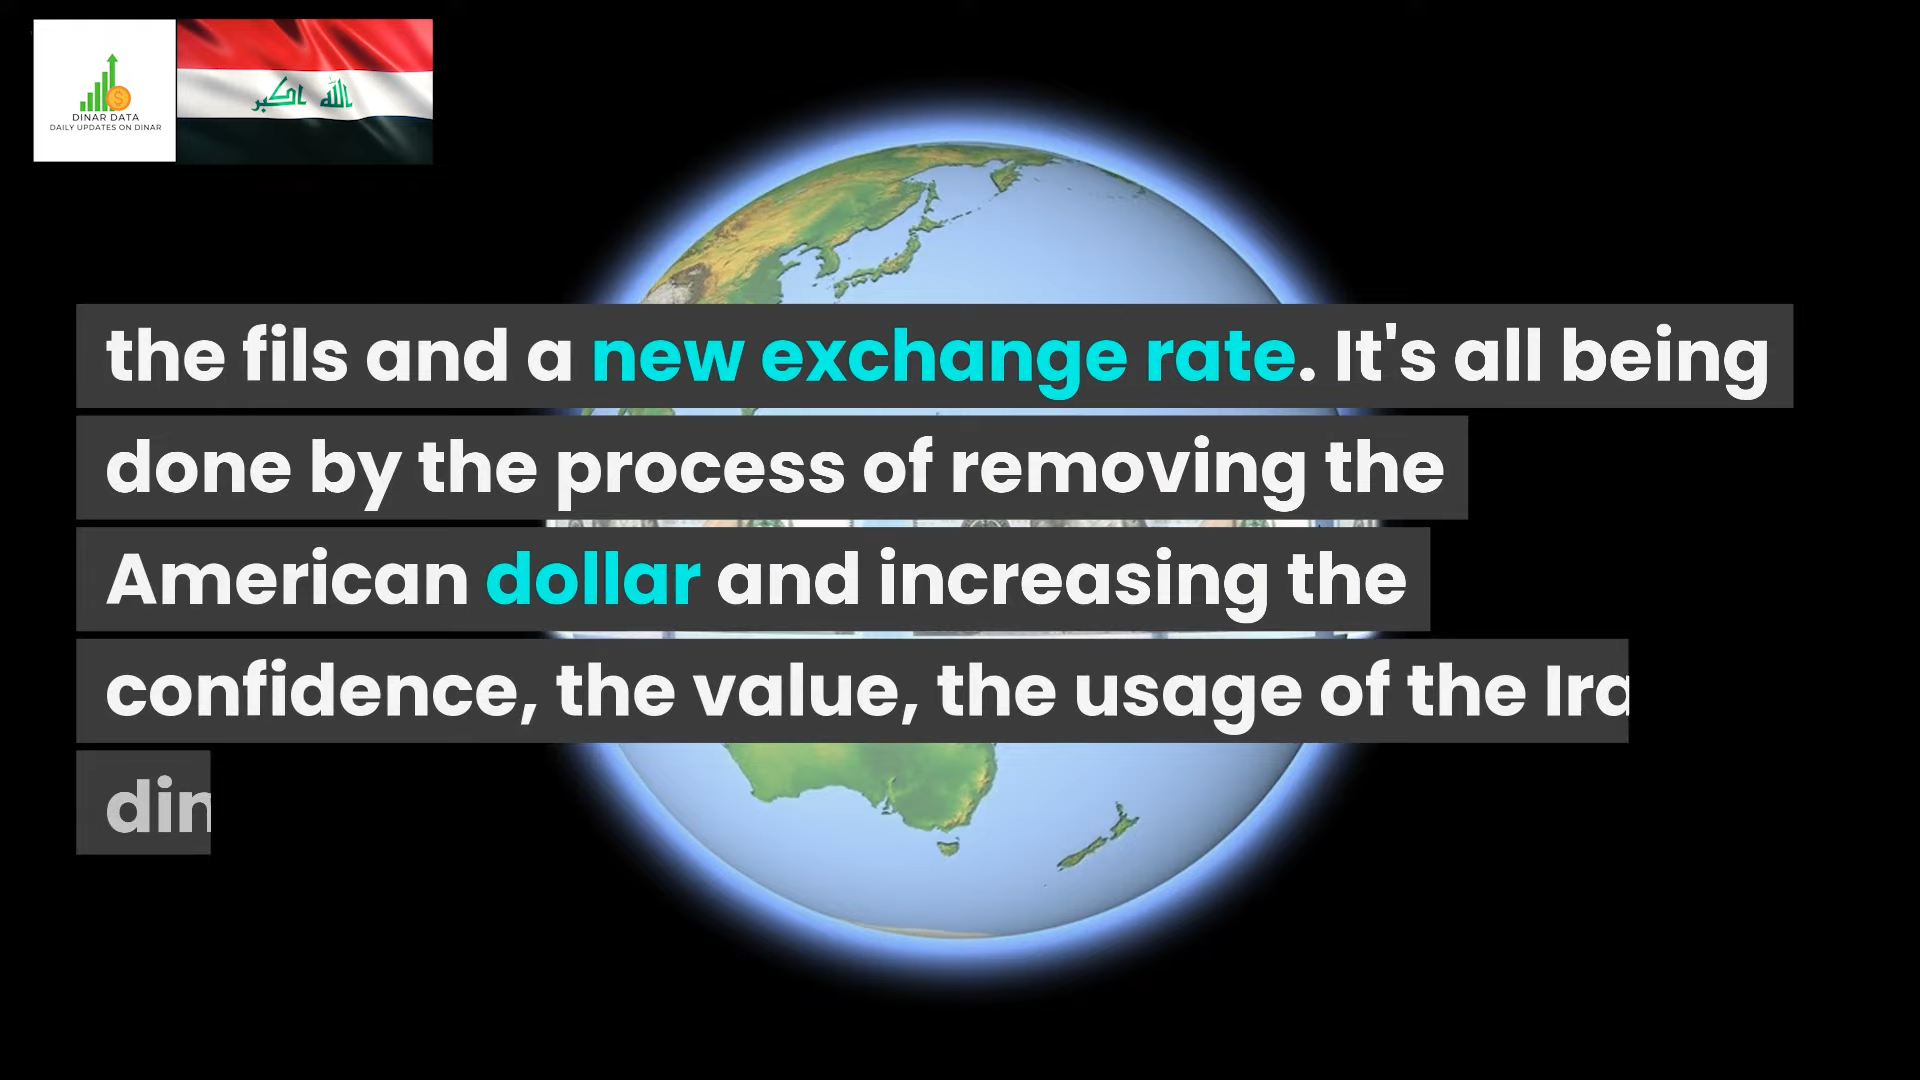 DINAR DATA
DAILY UPDATES ON DINAR
الله اكبر
the fils and a new exchange rate. It's all being
done by the process of removing the
American dollar and increasing the
confidence, the value, the usage of the Ira
din